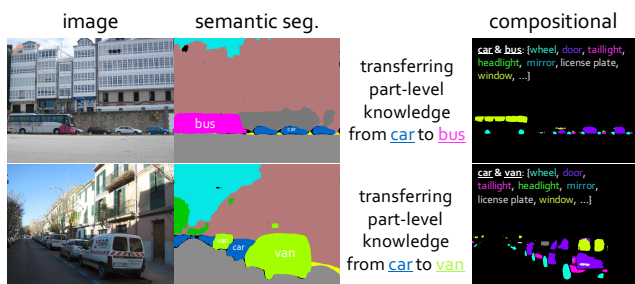 image
semantic seg.
compositional
bus
car
transferring
part-level
knowledge
from car to bus
car & bus: {wheel, door, taillight,
headlight, mirror, license plate,
window, ...}
van
car
van
transferring
part-level
knowledge
from car to van
car & van: {wheel, door,
taillight, headlight, mirror,
license plate, window, ...}